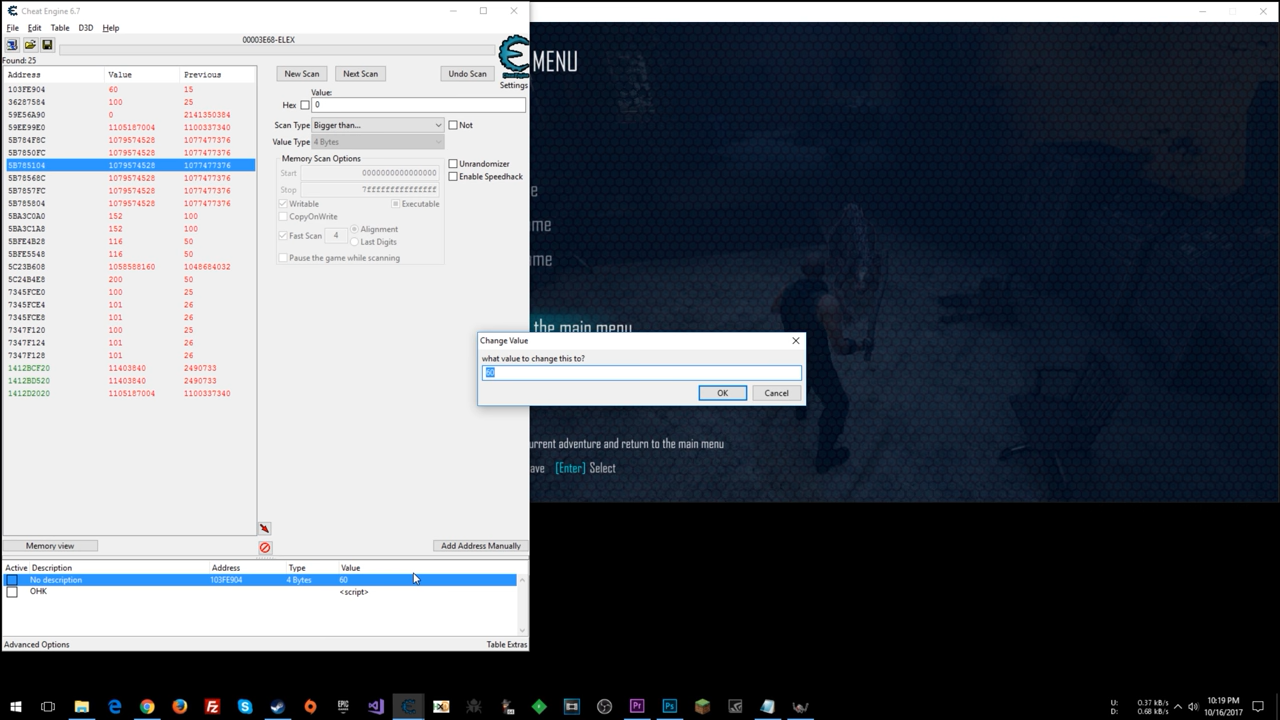 Cheat Engine 6.7
File Edit Table D3D Help
00003E68-ELEX
Found: 25
Address Value Previous
103FE904 60 15
36287584 100 25
59E56A90 0 2141350384
59EE99E0 1105187004 1100337340
5B784F8C 1079574528 1077477376
5B7850FC 1079574528 1077477376
5B785104 1079574528 1077477376
5B78568C 1079574528 1077477376
5B7857FC 1079574528 1077477376
5B785804 1079574528 1077477376
5BA3C0A0 152 100
5BA3C1A8 152 100
5BFE4B28 116 50
5BFE5548 116 50
5C23B608 1058588160 1048684032
5C24B4E8 200 50
7345FCE0 100 25
7345FCE4 101 26
7345FCE8 101 26
7347F120 100 25
7347F124 101 26
7347F128 101 26
1412BCF20 11403840 2490733
1412BD520 11403840 2490733
1412D2020 1105187004 1100337340
New Scan Next Scan Undo Scan
Settings
Value:
Hex 0
Scan Type Bigger than... Not
Value Type 4 Bytes
Memory Scan Options
Start 0000000000000000
Stop 7fffffffffffffff
Writable Executable
CopyOnWrite
Fast Scan 4 Alignment
Last Digits
Pause the game while scanning
Unrandomizer
Enable Speedhack
MENU
e
ame
ame
the main menu
Change Value
what value to change this to?
60
OK Cancel
urrent adventure and return to the main menu
ave [Enter] Select
Memory view Add Address Manually
Active Description Address Type Value
No description 103FE904 4 Bytes 60
OHK <script>
Advanced Options Table Extras
U: 0.37 kB/s
D: 0.68 kB/s
10:19 PM
10/16/2017